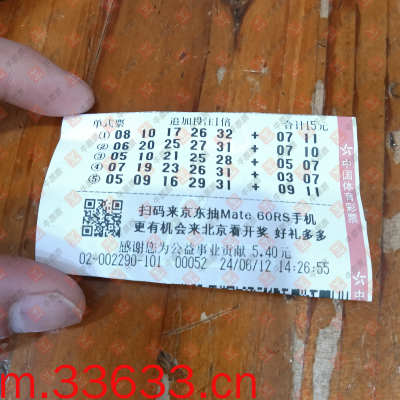 单式票 追加投注1倍 合计15元
(1) 08 10 17 26 32 + 07 11
(2) 06 20 25 27 31 + 07 10
(3) 05 10 21 25 28 + 05 07
(4) 07 19 23 26 31 + 03 07
(5) 05 09 16 29 31 + 09 11
扫码来京东抽Mate 60RS手机
更有机会来北京看开奖 好礼多多
感谢您为公益事业贡献 5.40元
02-002290-101 00052 24/06/12 14:26:55
中国体育彩票
中国
m.33633.cn